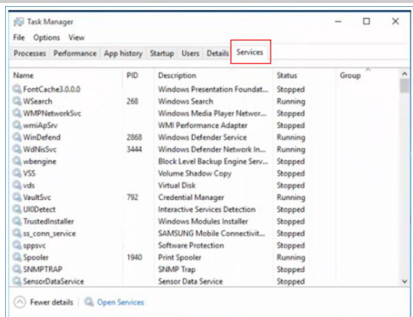 Task Manager
File Options View
Processes Performance App history Startup Users Details Services
Name PID Description Status Group
FontCache3.0.0.0 Windows Presentation Foundat... Stopped
WSearch 268 Windows Search Running
WMPNetworkSvc Windows Media Player Networ... Stopped
wmiApSrv WMI Performance Adapter Stopped
WinDefend 2868 Windows Defender Service Running
WdNisSvc 3444 Windows Defender Network In... Running
wbengine Block Level Backup Engine Serv... Stopped
VSS Volume Shadow Copy Stopped
vds Virtual Disk Stopped
VaultSvc 792 Credential Manager Running
UI0Detect Interactive Services Detection Stopped
TrustedInstaller Windows Modules Installer Stopped
ss_conn_service SAMSUNG Mobile Connectivit... Stopped
sppsvc Software Protection Stopped
Spooler 1940 Print Spooler Running
SNMPTRAP SNMP Trap Stopped
SensorDataService Sensor Data Service Stopped
Fewer details Open Services